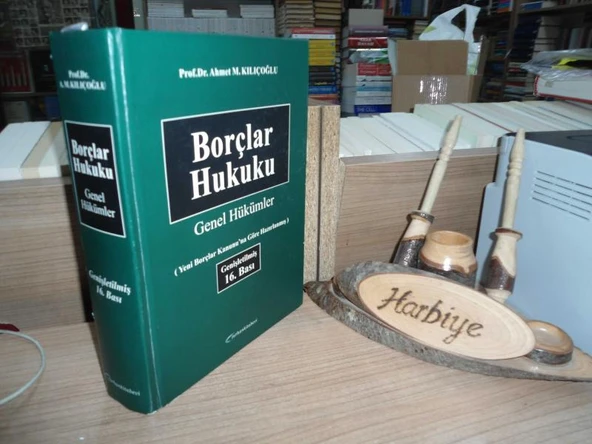 Prof.Dr.
A. M. KILIÇOĞLU
Borçlar
Hukuku
Genel
Hükümler
Genişletilmiş
16. Bası
Prof.Dr. Ahmet M. KILIÇOĞLU
Borçlar
Hukuku
Genel Hükümler
( Yeni Borçlar Kanunu'na Göre Hazırlanmış )
Genişletilmiş
16. Bası
Harbiye